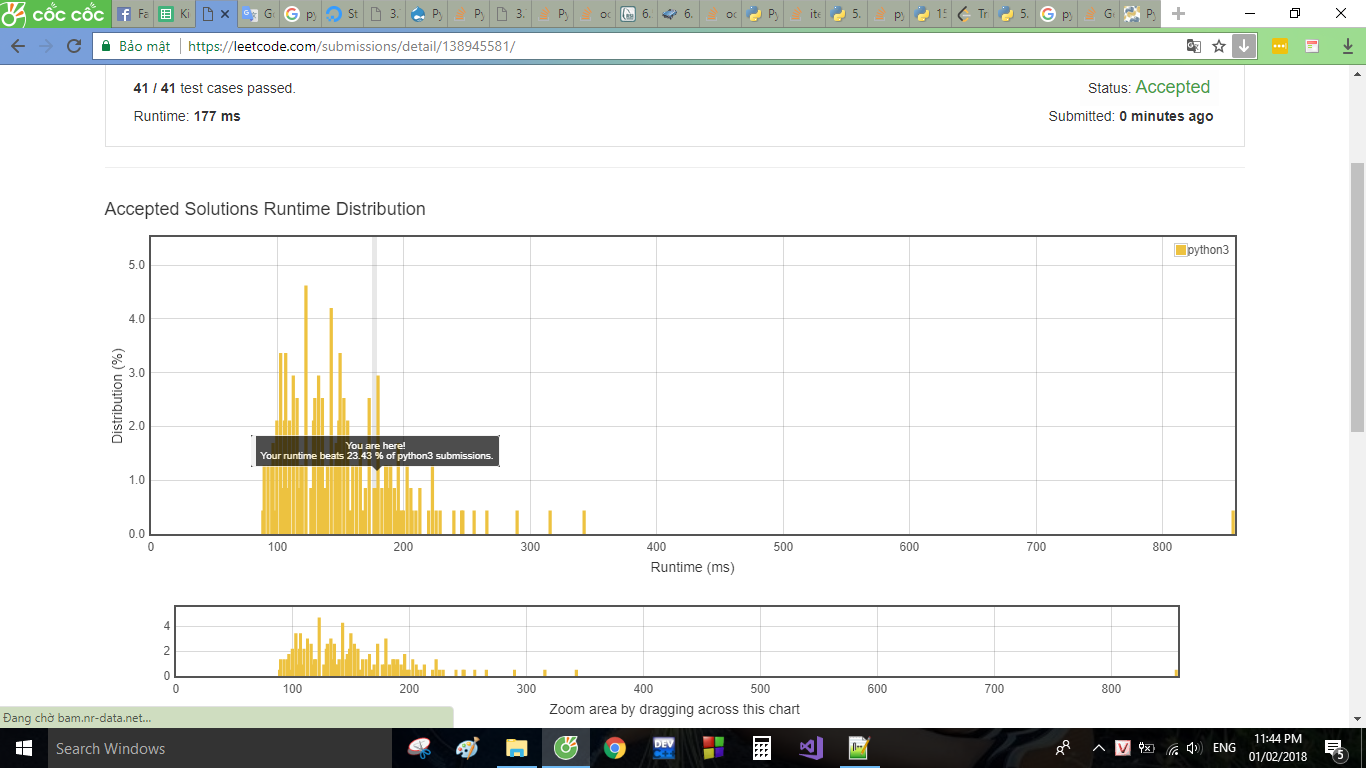 cốc cốc
Fa
Ki
Gu
py
St
3.
Py
Py
3.
Py
oc
6.
6.
oc
Py
ite
5.
py
15
Tr
5.
py
Gu
Py
Bảo mật
https://leetcode.com/submissions/detail/138945581/
41 / 41 test cases passed.
Status: Accepted
Runtime: 177 ms
Submitted: 0 minutes ago
Accepted Solutions Runtime Distribution
python3
5.0
4.0
3.0
2.0
1.0
0.0
Distribution (%)
You are here!
Your runtime beats 23.43 % of python3 submissions.
0 100 200 300 400 500 600 700 800
Runtime (ms)
4
2
0
0 100 200 300 400 500 600 700 800
Zoom area by dragging across this chart
Đang chờ bam.nr-data.net...
Search Windows
DEV
V
ENG
11:44 PM
01/02/2018
5